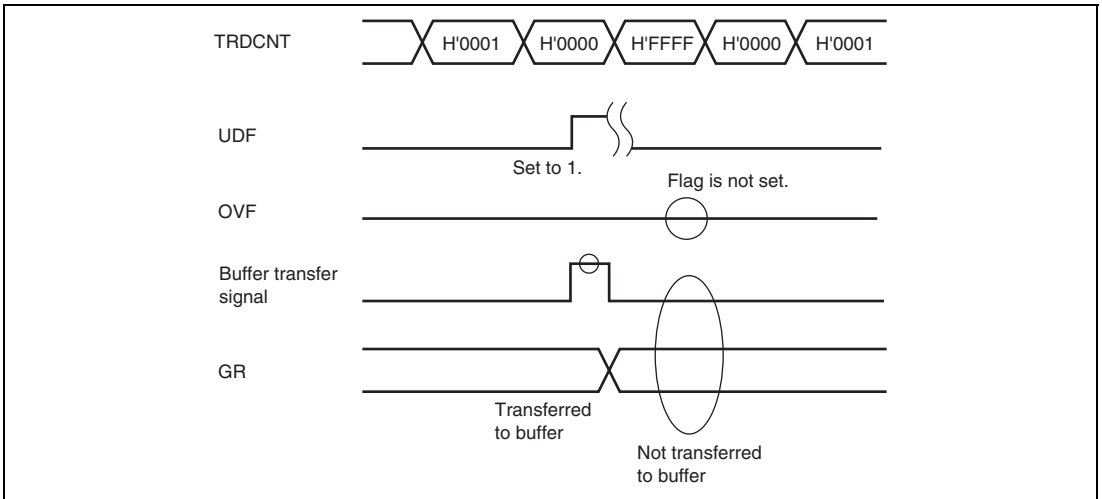 TRDCNT
H'0001
H'0000
H'FFFF
H'0000
H'0001
UDF
Set to 1.
Flag is not set.
OVF
Buffer transfer
signal
GR
Transferred
to buffer
Not transferred
to buffer